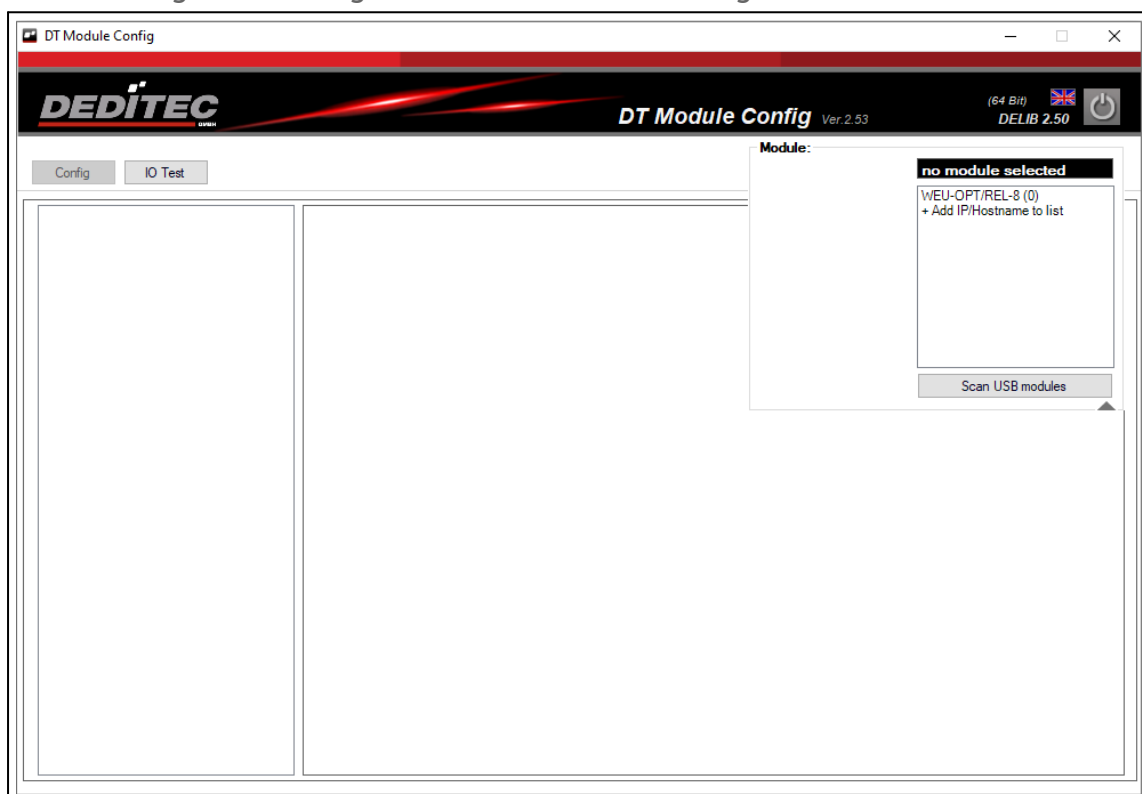 DT Module Config
DEDITEC
GMBH
DT Module Config Ver.2.53
(64 Bit)
DELIB 2.50
Config
IO Test
Module:
no module selected
WEU-OPT/REL-8 (0)
+ Add IP/Hostname to list
Scan USB modules